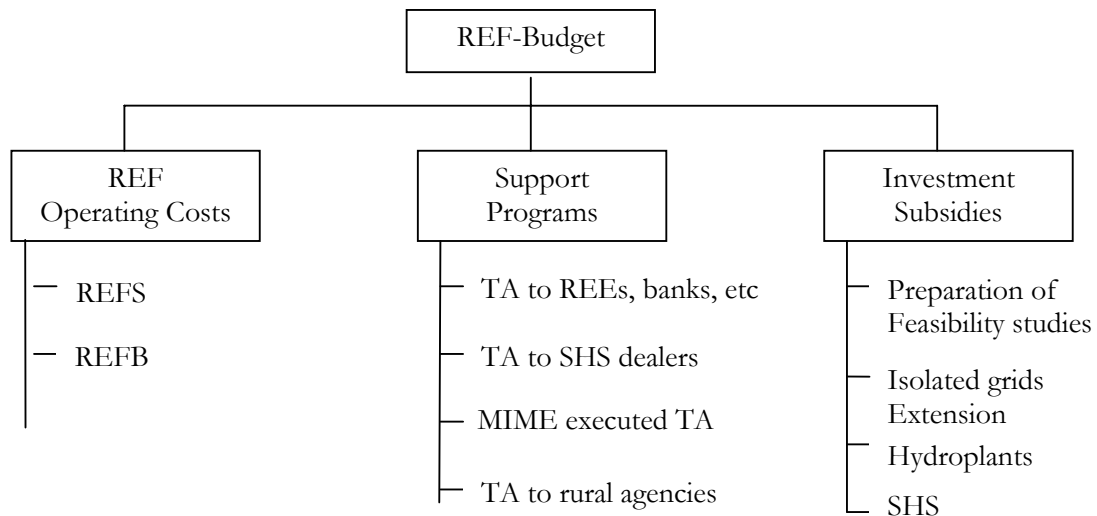 REF-Budget
REF
Operating Costs
REFS
REFB
Support
Programs
TA to REEs, banks, etc
TA to SHS dealers
MIME executed TA
TA to rural agencies
Investment
Subsidies
Preparation of
Feasibility studies
Isolated grids
Extension
Hydroplants
SHS